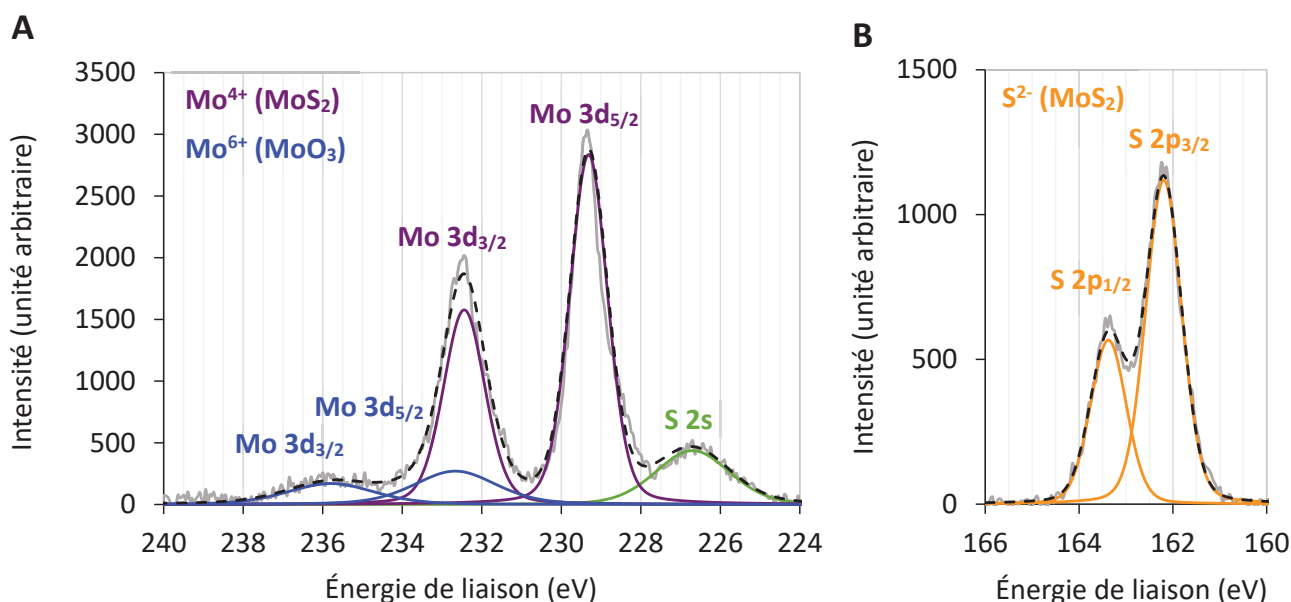 A
Intensité (unité arbitraire)
3500
3000
2500
2000
1500
1000
500
0
Mo⁴⁺ (MoS₂)
Mo⁶⁺ (MoO₃)
Mo 3d₅/₂
Mo 3d₃/₂
Mo 3d₅/₂
Mo 3d₃/₂
S 2s
240 238 236 234 232 230 228 226 224
Énergie de liaison (eV)
B
Intensité (unité arbitraire)
1500
1000
500
0
S²⁻ (MoS₂)
S 2p₃/₂
S 2p₁/₂
166 164 162 160
Énergie de liaison (eV)